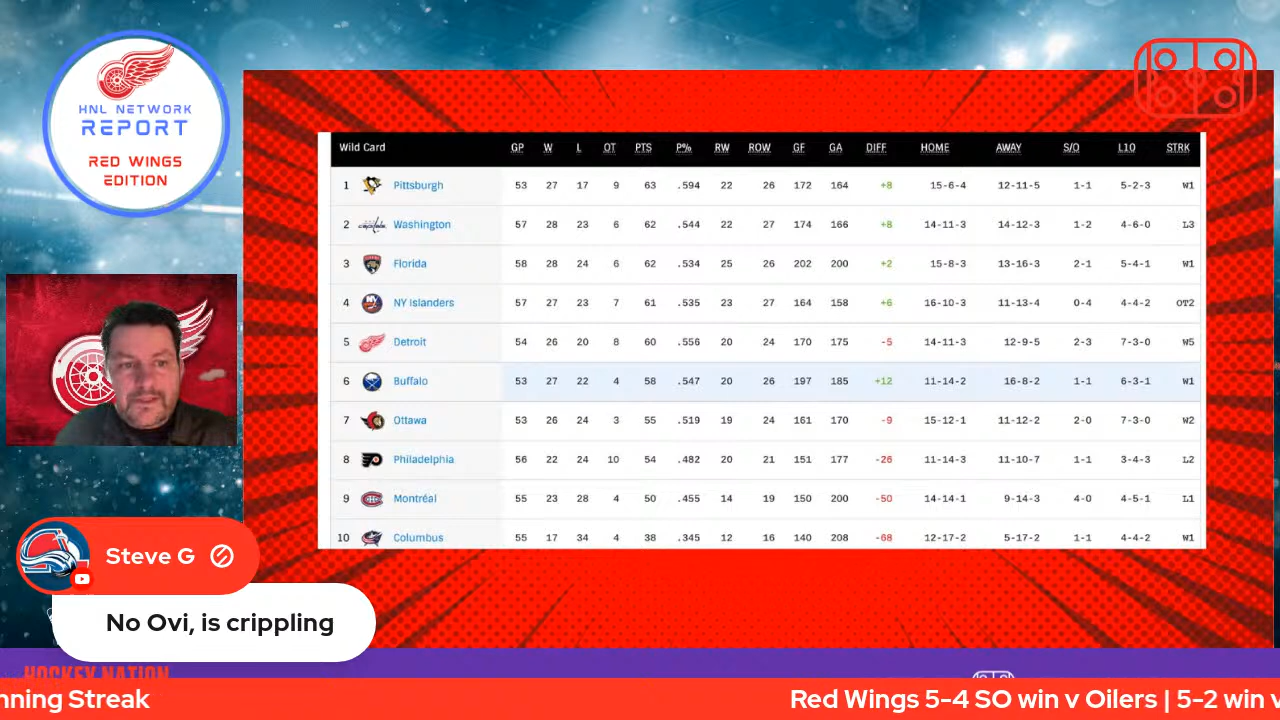 HNL NETWORK
REPORT
RED WINGS
EDITION
Wild Card GP W L OT PTS P% RW ROW GF GA DIFF HOME AWAY S/O L10 STRK
1 Pittsburgh 53 27 17 9 63 .594 22 26 172 164 +8 15-6-4 12-11-5 1-1 5-2-3 W1
2 Washington 57 28 23 6 62 .544 22 27 174 166 +8 14-11-3 14-12-3 1-2 4-6-0 L3
3 Florida 58 28 24 6 62 .534 25 26 202 200 +2 15-8-3 13-16-3 2-1 5-4-1 W1
4 NY Islanders 57 27 23 7 61 .535 23 27 164 158 +6 16-10-3 11-13-4 0-4 4-4-2 OT2
5 Detroit 54 26 20 8 60 .556 20 24 170 175 -5 14-11-3 12-9-5 2-3 7-3-0 W5
6 Buffalo 53 27 22 4 58 .547 20 26 197 185 +12 11-14-2 16-8-2 1-1 6-3-1 W1
7 Ottawa 53 26 24 3 55 .519 19 24 161 170 -9 15-12-1 11-12-2 2-0 7-3-0 W2
8 Philadelphia 56 22 24 10 54 .482 20 21 151 177 -26 11-14-3 11-10-7 1-1 3-4-3 L2
9 Montréal 55 23 28 4 50 .455 14 19 150 200 -50 14-14-1 9-14-3 4-0 4-5-1 L1
10 Columbus 55 17 34 4 38 .345 12 16 140 208 -68 12-17-2 5-17-2 1-1 4-4-2 W1
Steve G
No Ovi, is crippling
HOCKEY NATION
nning Streak Red Wings 5-4 SO win v Oilers | 5-2 win v